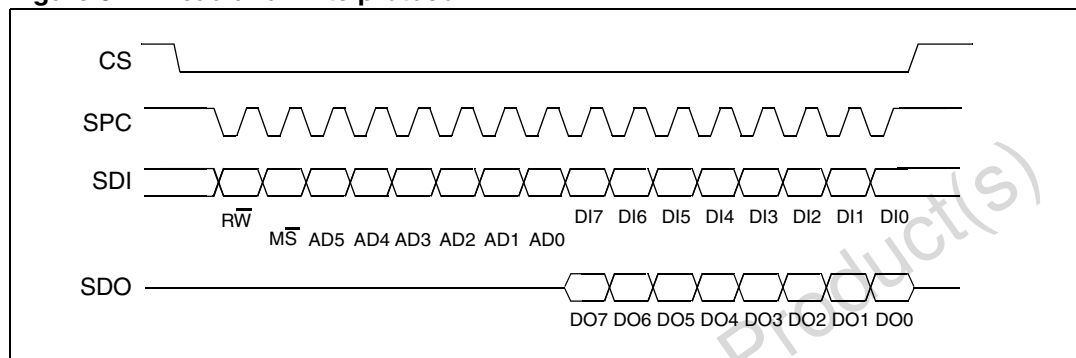 CS
SPC
SDI
RW̅
MS̅ AD5 AD4 AD3 AD2 AD1 AD0
DI7 DI6 DI5 DI4 DI3 DI2 DI1 DI0
SDO
DO7 DO6 DO5 DO4 DO3 DO2 DO1 DO0
Product(s)